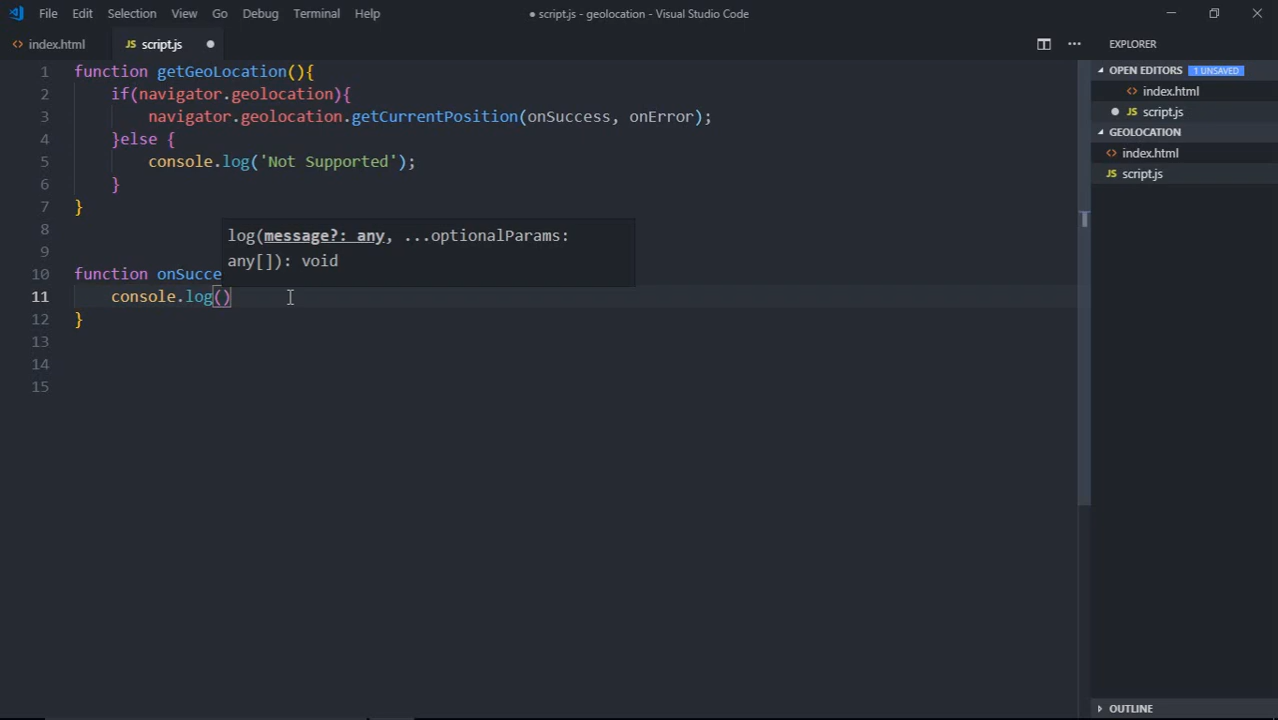 File Edit Selection View Go Debug Terminal Help
● script.js - geolocation - Visual Studio Code
<> index.html
JS script.js ●
1 function getGeoLocation(){
2 if(navigator.geolocation){
3 navigator.geolocation.getCurrentPosition(onSuccess, onError);
4 }else {
5 console.log('Not Supported');
6 }
7 }
8
9
log(message?: any, ...optionalParams:
any[]): void
10 function onSucce
11 console.log()
12 }
13
14
15
EXPLORER
OPEN EDITORS 1 UNSAVED
<> index.html
● JS script.js
GEOLOCATION
<> index.html
JS script.js
OUTLINE